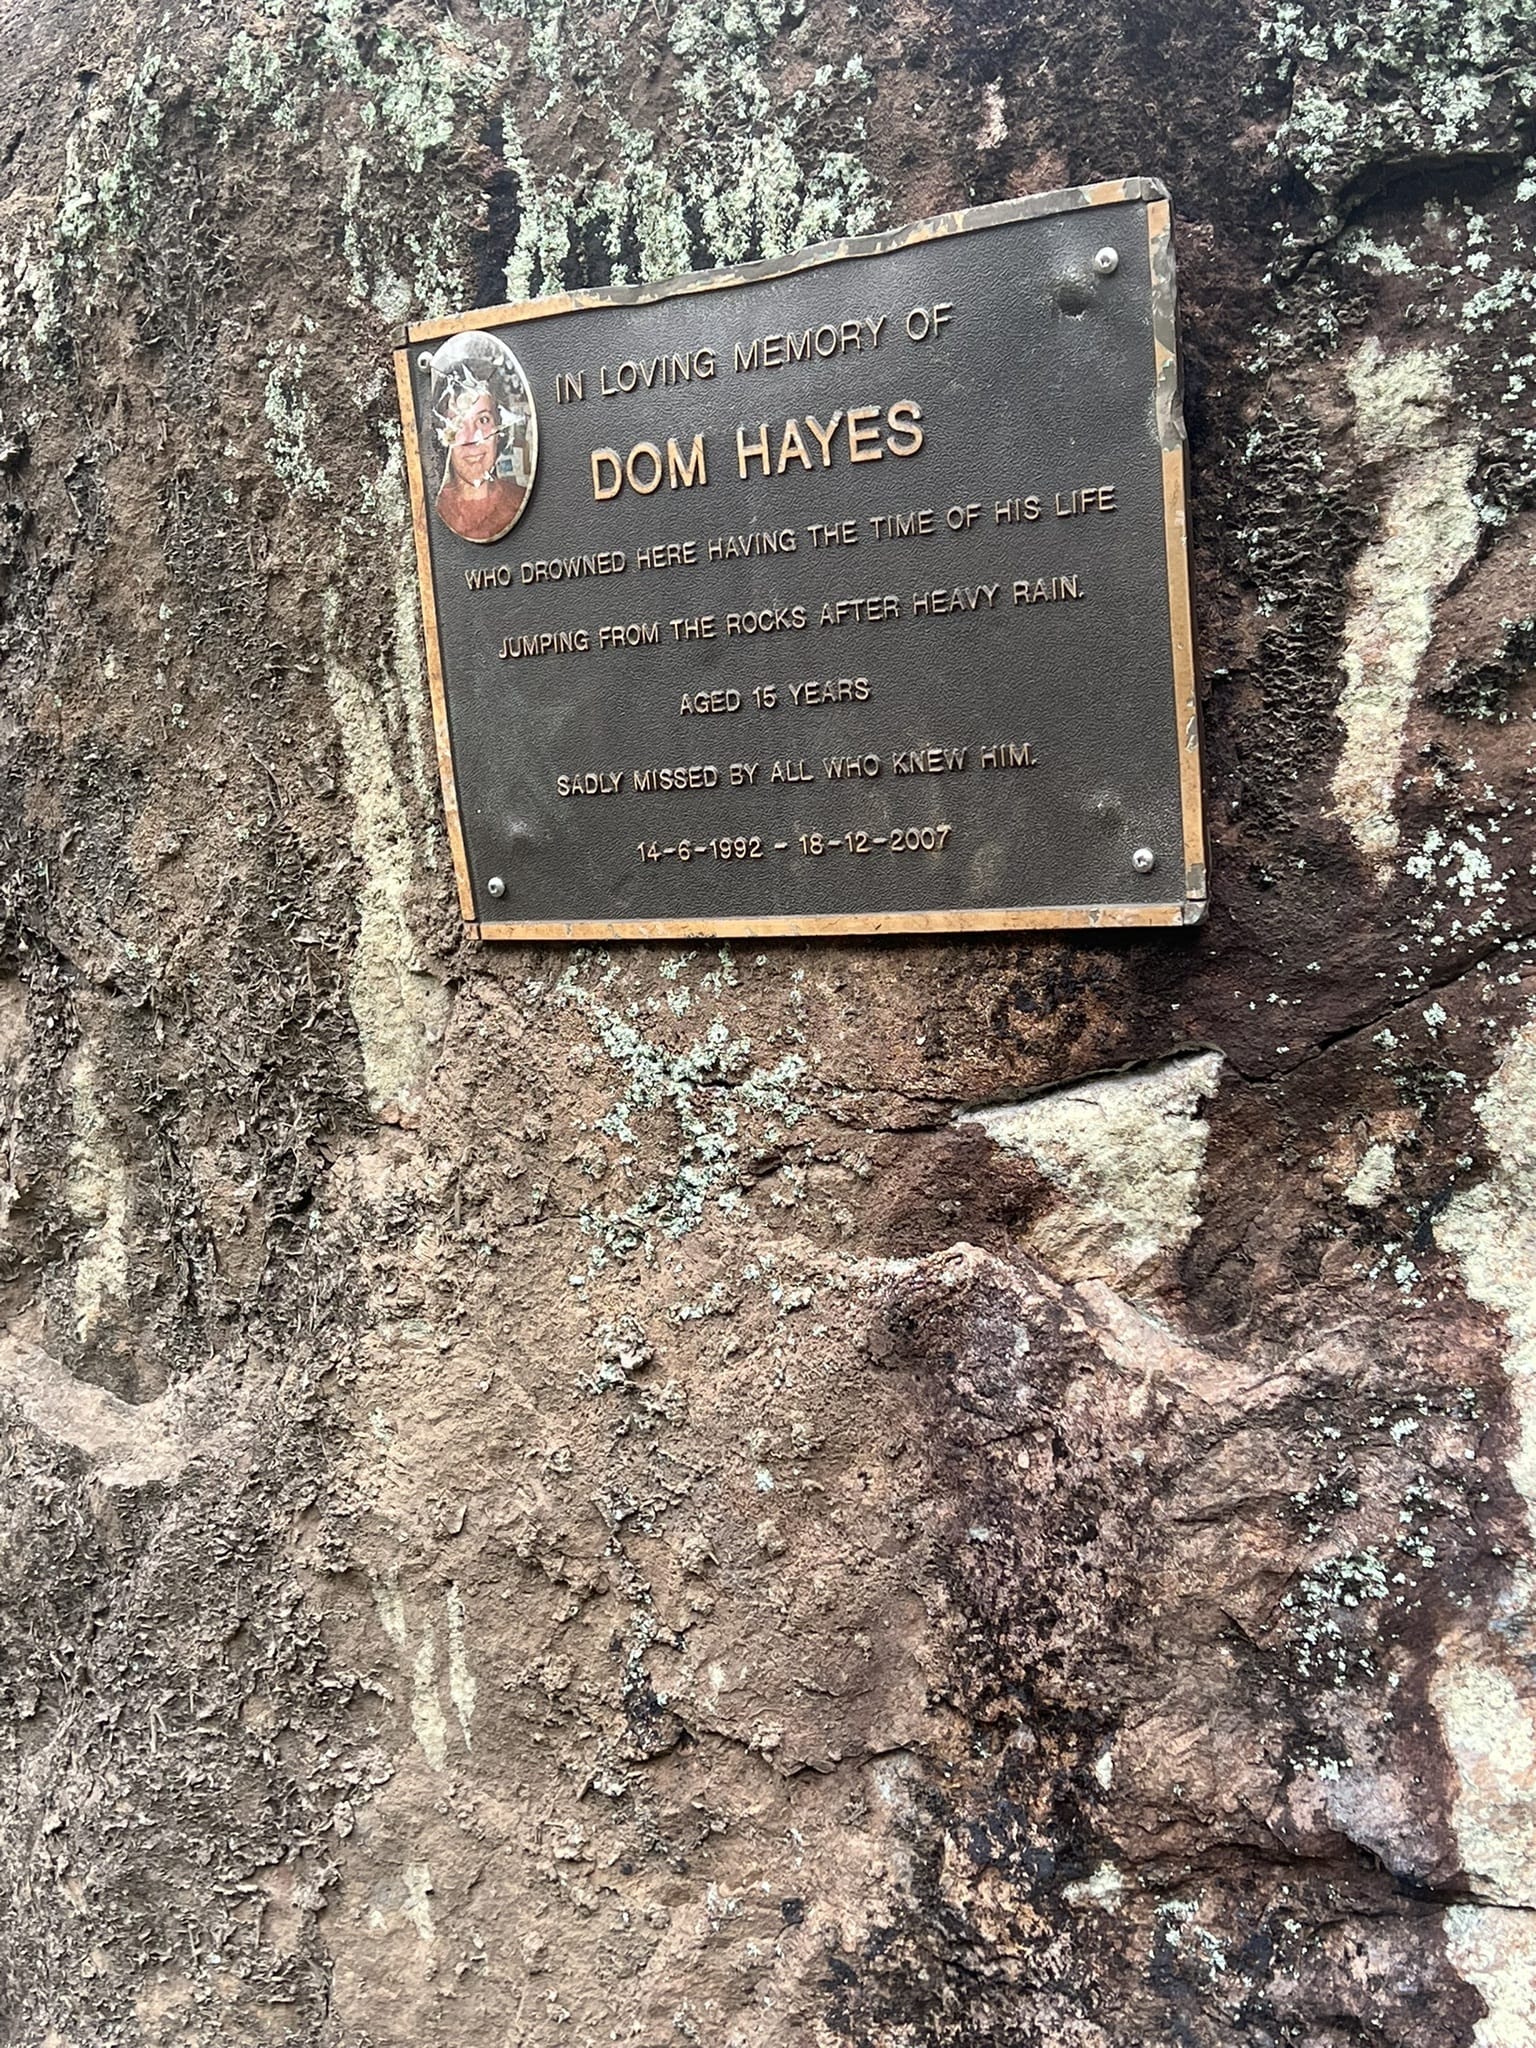 IN LOVING MEMORY OF
DOM HAYES
WHO DROWNED HERE HAVING THE TIME OF HIS LIFE
JUMPING FROM THE ROCKS AFTER HEAVY RAIN.
AGED 15 YEARS
SADLY MISSED BY ALL WHO KNEW HIM.
14-6-1992 - 18-12-2007